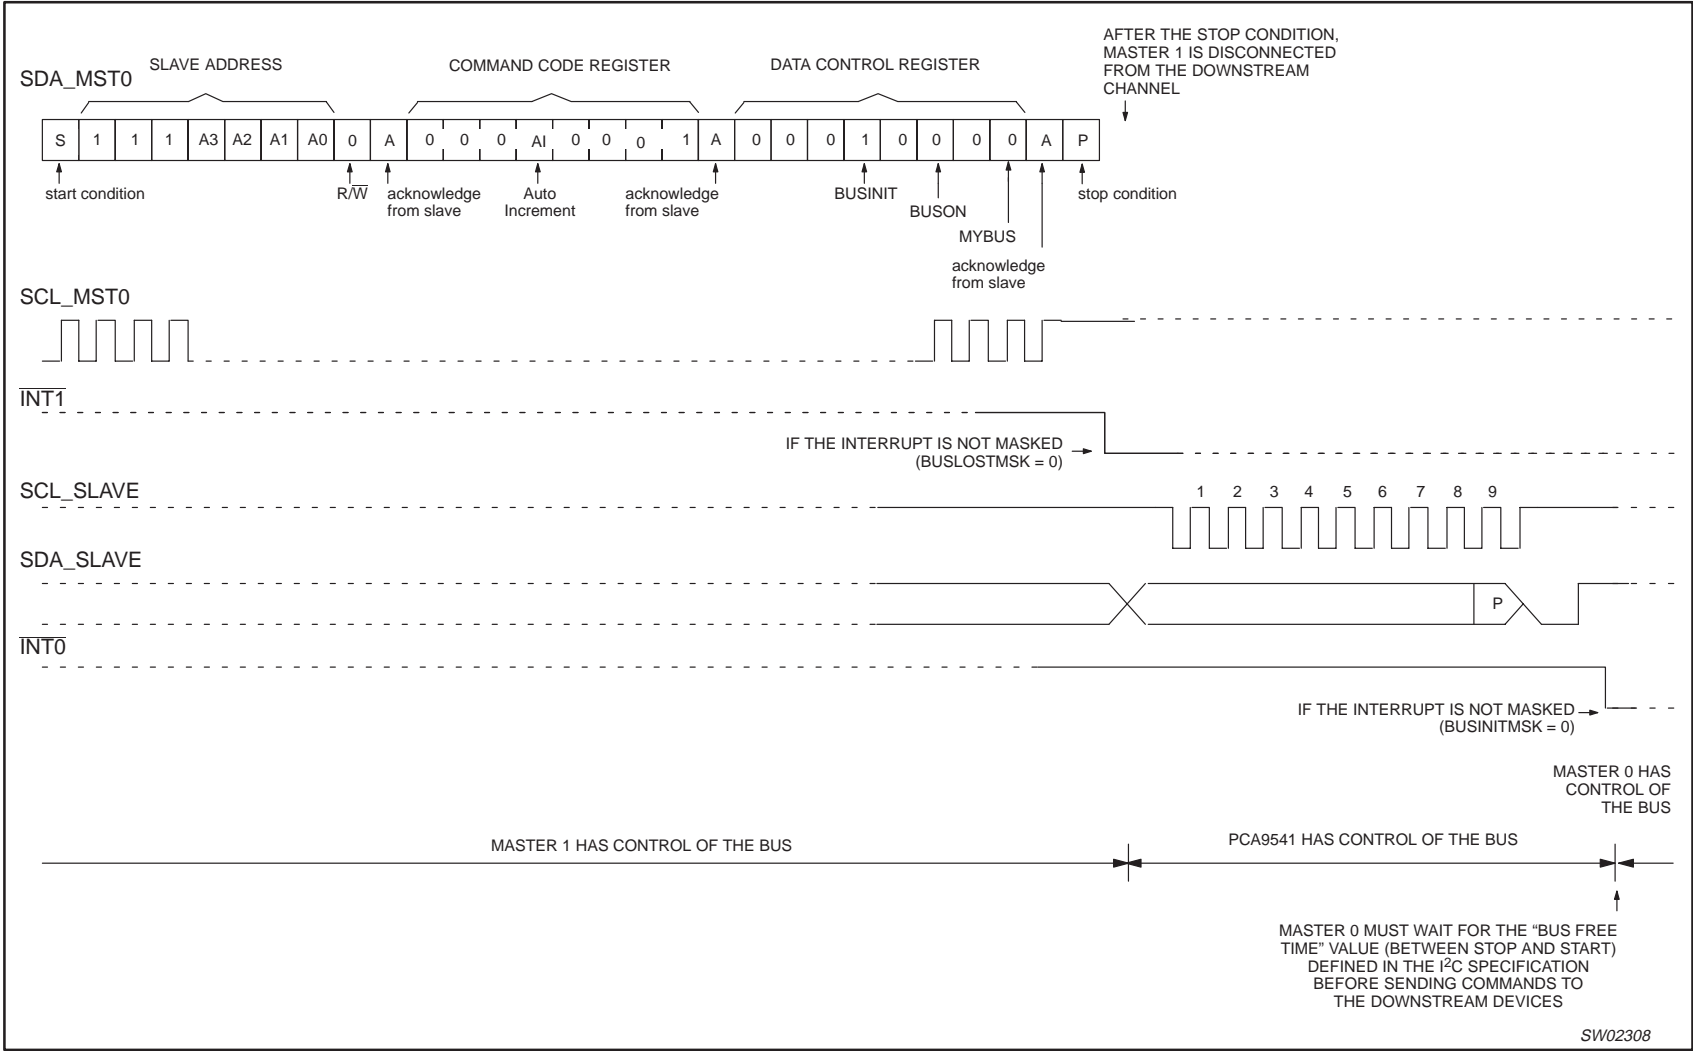 AFTER THE STOP CONDITION,
MASTER 1 IS DISCONNECTED
FROM THE DOWNSTREAM
CHANNEL
SLAVE ADDRESS
COMMAND CODE REGISTER
DATA CONTROL REGISTER
SDA_MST0
S 1 1 1 A3 A2 A1 A0 0 A 0 0 0 AI 0 0 0 1 A 0 0 0 1 0 0 0 0 A P
start condition
R/W̅
acknowledge
from slave
Auto
Increment
acknowledge
from slave
BUSINIT
BUSON
MYBUS
acknowledge
from slave
stop condition
SCL_MST0
I̅N̅T̅1̅
IF THE INTERRUPT IS NOT MASKED
(BUSLOSTMSK = 0)
SCL_SLAVE
1 2 3 4 5 6 7 8 9
SDA_SLAVE
P
I̅N̅T̅0̅
IF THE INTERRUPT IS NOT MASKED
(BUSINITMSK = 0)
MASTER 0 HAS
CONTROL OF
THE BUS
MASTER 1 HAS CONTROL OF THE BUS
PCA9541 HAS CONTROL OF THE BUS
MASTER 0 MUST WAIT FOR THE “BUS FREE
TIME” VALUE (BETWEEN STOP AND START)
DEFINED IN THE I²C SPECIFICATION
BEFORE SENDING COMMANDS TO
THE DOWNSTREAM DEVICES
SW02308